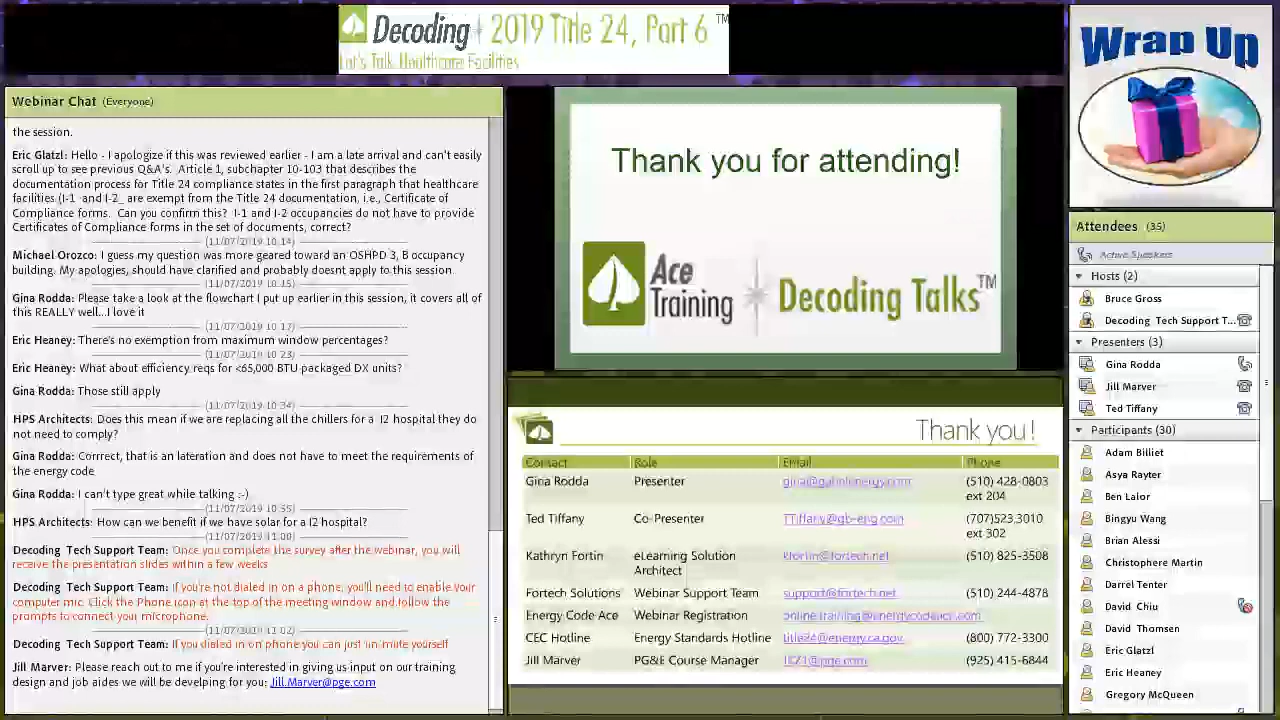 Decoding 2019 Title 24, Part 6 ™
Let's Talk Healthcare Facilities
Wrap Up
Webinar Chat (Everyone)
the session.
Eric Glatzl: Hello - I apologize if this was reviewed earlier - I am a late arrival and can't easily
scroll up to see previous Q&A's. Article 1, subchapter 10-103 that describes the
documentation process for Title 24 compliance states in the first paragraph that healthcare
facilities (I-1 and I-2_ are exempt from the Title 24 documentation, i.e., Certificate of
Compliance forms. Can you confirm this? I-1 and I-2 occupancies do not have to provide
Certificates of Compliance forms in the set of documents, correct?
(11/07/2019 10:14)
Michael Orozco: I guess my question was more geared toward an OSHPD 3, B occupancy
building. My apologies, should have clarified and probably doesnt apply to this session
(11/07/2019 10:15)
Gina Rodda: Please take a look at the flowchart I put up earlier in this session, it covers all of
this REALLY well...I love it
(11/07/2019 10:17)
Eric Heaney: There's no exemption from maximum window percentages?
(11/07/2019 10:23)
Eric Heaney: What about efficiency reqs for <65,000 BTU packaged DX units?
Gina Rodda: Those still apply
(11/07/2019 10:34)
HPS Architects: Does this mean if we are replacing all the chillers for a I2 hospital they do
not need to comply?
Gina Rodda: Corrrect, that is an lateration and does not have to meet the requirements of
the energy code
Gina Rodda: I can't type great while talking :-)
(11/07/2019 10:35)
HPS Architects: How can we benefit if we have solar for a I2 hospital?
(11/07/2019 11:00)
Decoding Tech Support Team: Once you complete the survey after the webinar, you will
receive the presentation slides within a few weeks
Decoding Tech Support Team: If you're not dialed in on a phone, you'll need to enable your
computer mic. Click the Phone icon at the top of the meeting window and follow the
prompts to connect your microphone.
(11/07/2019 11:02)
Decoding Tech Support Team: If you dialed in on phone you can just un-mute yourself
Jill Marver: Please reach out to me if you're interested in giving us input on our training
design and job aides we will be develping for you: Jill.Marver@pge.com
Thank you for attending!
Ace
Training
Decoding Talks™
Thank you!
Contact Role Email Phone
Gina Rodda Presenter (510) 428-0803
ext 204
Ted Tiffany Co-Presenter TTiffany@gb-eng.com (707)523.3010
ext 302
Kathryn Fortin eLearning Solution kfortin@fortech.net (510) 825-3508
Architect
Fortech Solutions Webinar Support Team support@fortech.net (510) 244-4878
Energy Code Ace Webinar Registration online.training@energycodeace.com
CEC Hotline Energy Standards Hotline title24@energy.ca.gov (800) 772-3300
Jill Marver PG&E Course Manager (925) 415-6844
Attendees (35)
Active Speakers
Hosts (2)
Bruce Gross
Decoding Tech Support T...
Presenters (3)
Gina Rodda
Jill Marver
Ted Tiffany
Participants (30)
Adam Billiet
Asya Rayter
Ben Lalor
Bingyu Wang
Brian Alessi
Christophere Martin
Darrel Tenter
David Chiu
David Thomsen
Eric Glatzl
Eric Heaney
Gregory McQueen